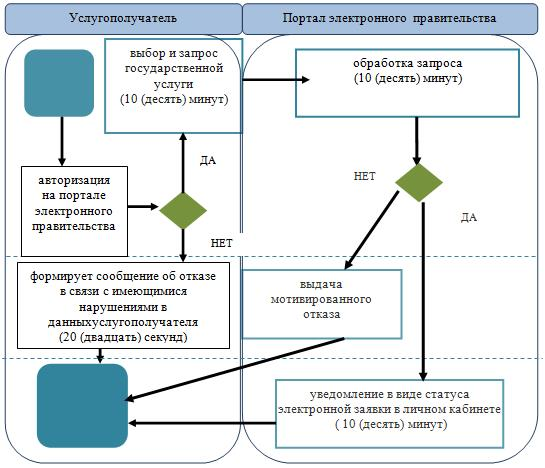 Услугополучатель
Портал электронного  правительства
выбор и запрос
государственной
услуги
(10 (десять) минут)
обработка запроса
(10 (десять) минут)
ДА
НЕТ
авторизация
на портале
электронного
правительства
ДА
НЕТ
формирует сообщение об отказе
в связи с имеющимися
нарушениями в
данныхуслугополучателя
(20 (двадцать) секунд)
выдача
мотивированного
отказа
уведомление в виде статуса
электронной заявки в личном кабинете
( 10 (десять) минут)